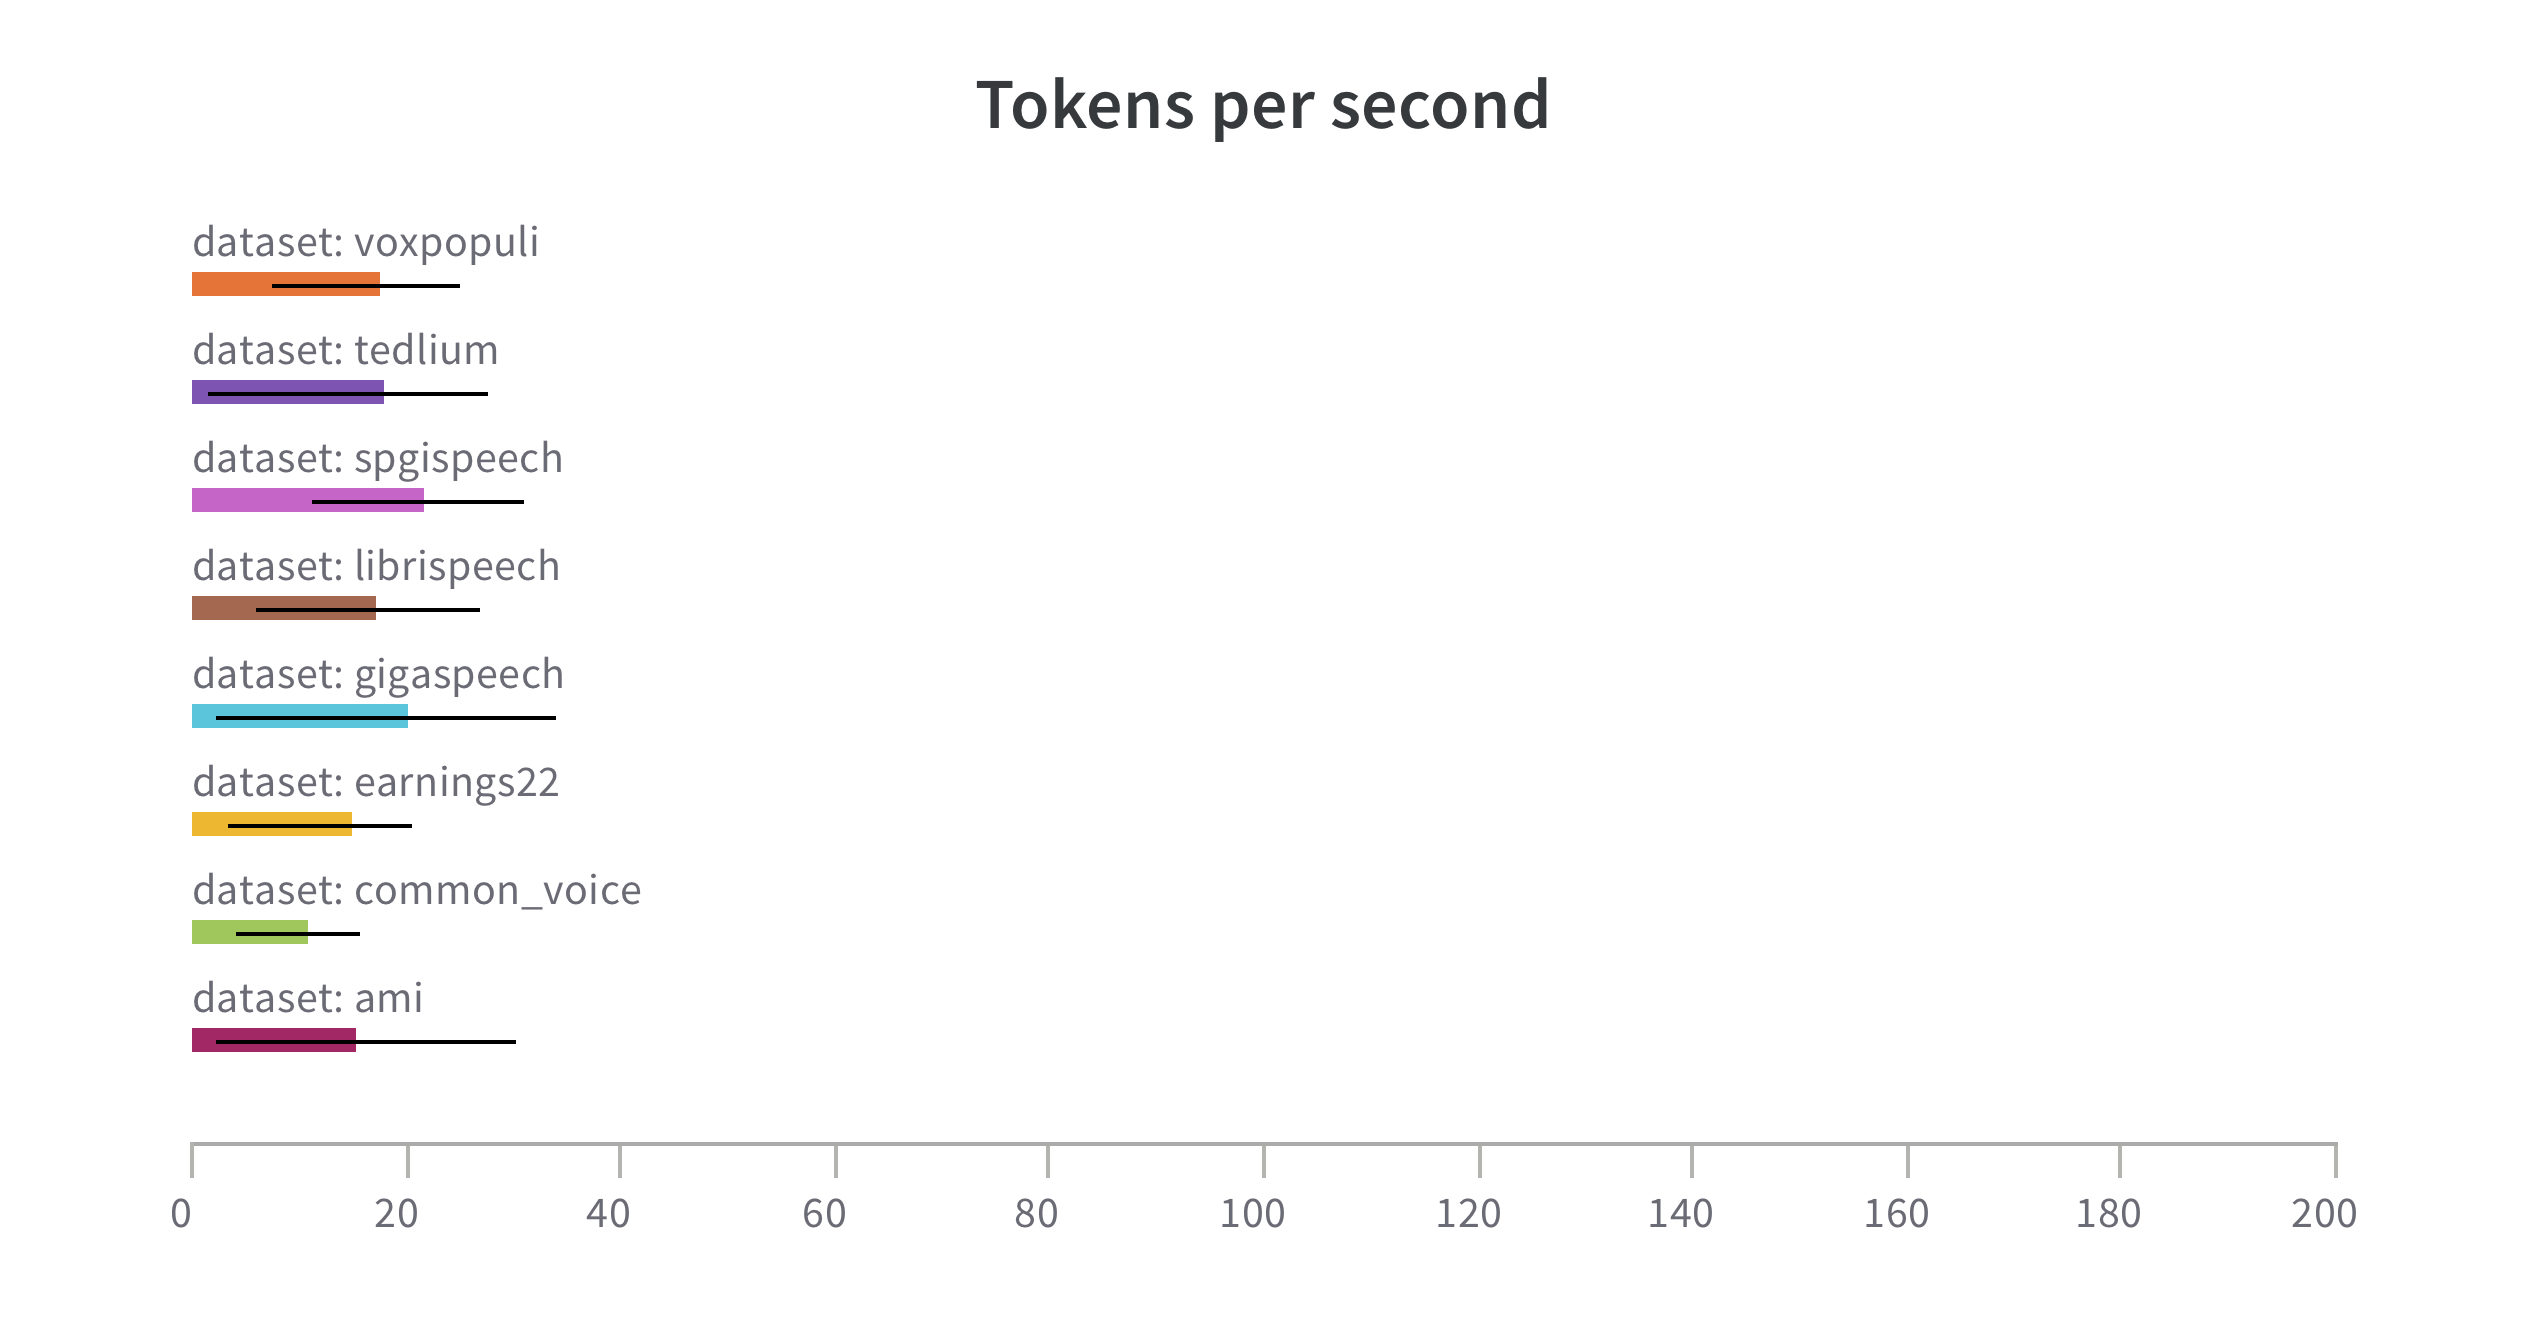 Tokens per second
dataset: voxpopuli
dataset: tedlium
dataset: spgispeech
dataset: librispeech
dataset: gigaspeech
dataset: earnings22
dataset: common_voice
dataset: ami
0 20 40 60 80 100 120 140 160 180 200